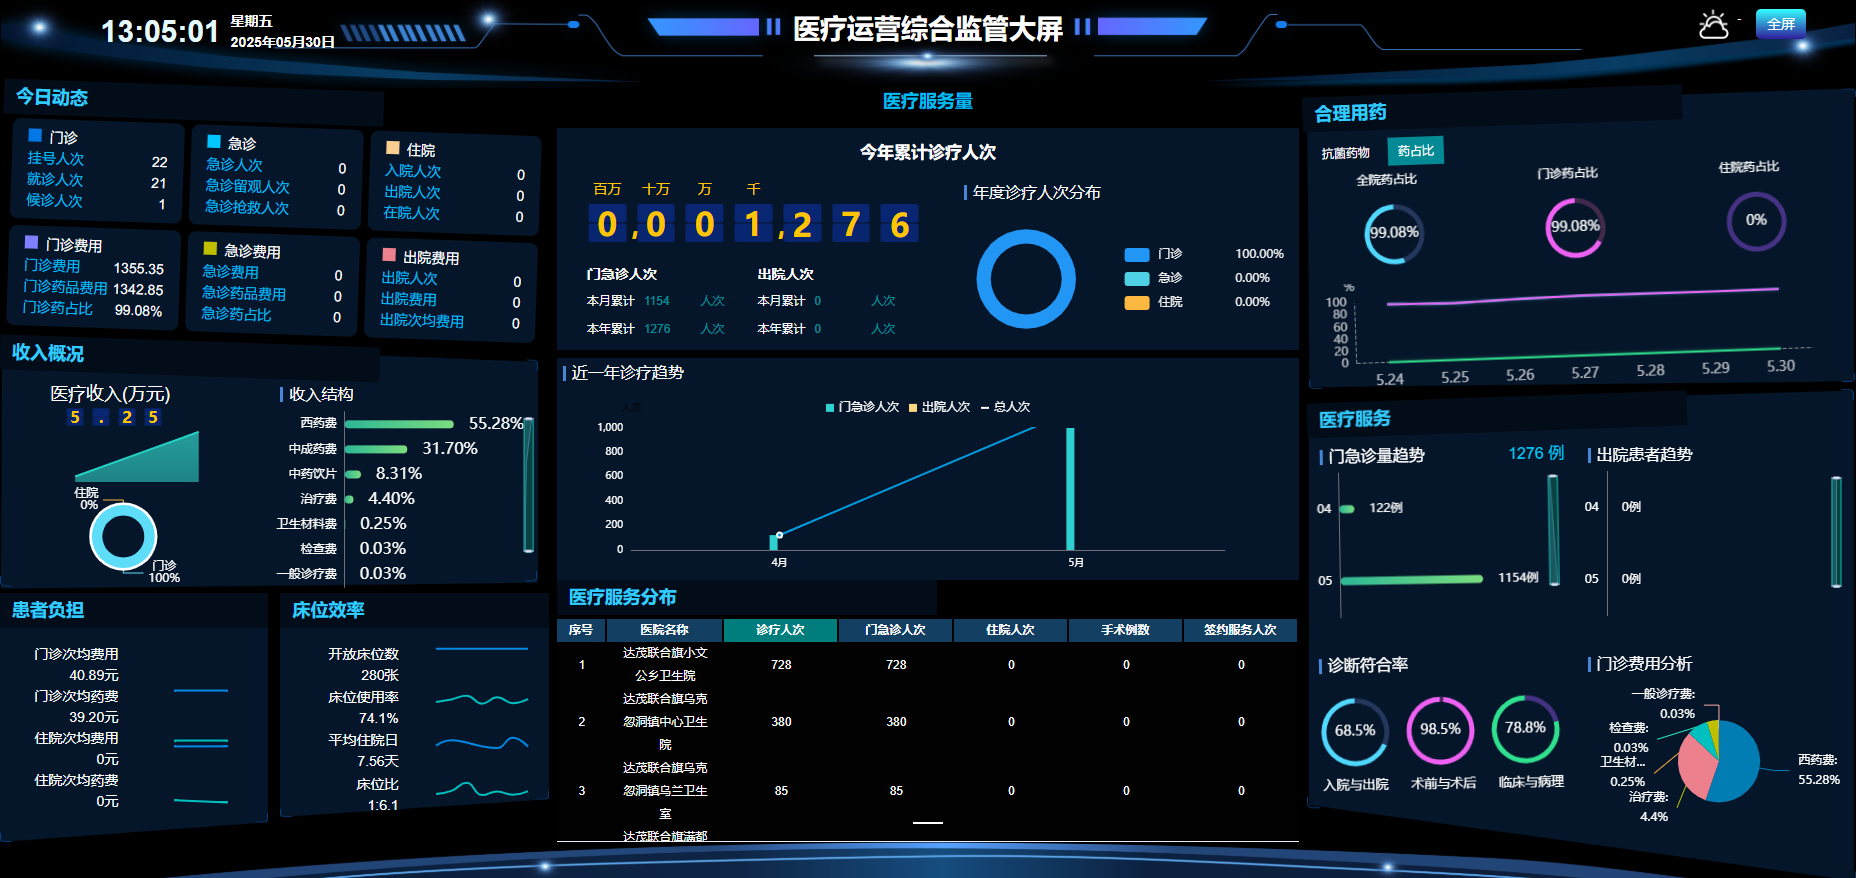 13:05:01
星期五
2025年05月30日
医疗运营综合监管大屏
-
全屏
今日动态
门诊
挂号人次 22
就诊人次 21
候诊人次 1
急诊
急诊人次 0
急诊留观人次 0
急诊抢救人次 0
住院
入院人次 0
出院人次 0
在院人次 0
门诊费用
门诊费用 1355.35
门诊药品费用 1342.85
门诊药占比 99.08%
急诊费用
急诊费用 0
急诊药品费用 0
急诊药占比 0
出院费用
出院人次 0
出院费用 0
出院次均费用 0
收入概况
医疗收入(万元)
5.25
住院
0%
门诊
100%
收入结构
西药费 55.28%
中成药费 31.70%
中药饮片 8.31%
治疗费 4.40%
卫生材料费 0.25%
检查费 0.03%
一般诊疗费 0.03%
患者负担
门诊次均费用
40.89元
门诊次均药费
39.20元
住院次均费用
0元
住院次均药费
0元
床位效率
开放床位数
280张
床位使用率
74.1%
平均住院日
7.56天
床位比
1:6.1
医疗服务量
今年累计诊疗人次
百万 十万 万 千
0,001,276
门急诊人次
本月累计 1154 人次
本年累计 1276 人次
出院人次
本月累计 0 人次
本年累计 0 人次
年度诊疗人次分布
门诊 100.00%
急诊 0.00%
住院 0.00%
近一年诊疗趋势
人次
门急诊人次 出院人次 总人次
1,000
800
600
400
200
0
4月 5月
医疗服务分布
序号 医院名称 诊疗人次 门急诊人次 住院人次 手术例数 签约服务人次
1 达茂联合旗小文公乡卫生院 728 728 0 0 0
2 达茂联合旗乌克忽洞镇中心卫生院 380 380 0 0 0
3 达茂联合旗乌克忽洞镇乌兰卫生室 85 85 0 0 0
达茂联合旗满都
合理用药
抗菌药物 药占比
全院药占比
99.08%
门诊药占比
99.08%
住院药占比
0%
%
100
80
60
40
20
0
5.24 5.25 5.26 5.27 5.28 5.29 5.30
医疗服务
门急诊量趋势 1276 例
04 122例
05 1154例
出院患者趋势
04 0例
05 0例
诊断符合率
68.5%
入院与出院
98.5%
术前与术后
78.8%
临床与病理
门诊费用分析
一般诊疗费:
0.03%
检查费:
0.03%
卫生材...
0.25%
治疗费:
4.4%
西药费:
55.28%